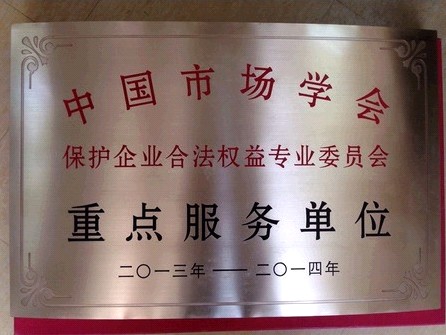 中国市场学会
保护企业合法权益专业委员会
重点服务单位
二〇一三年——二〇一四年